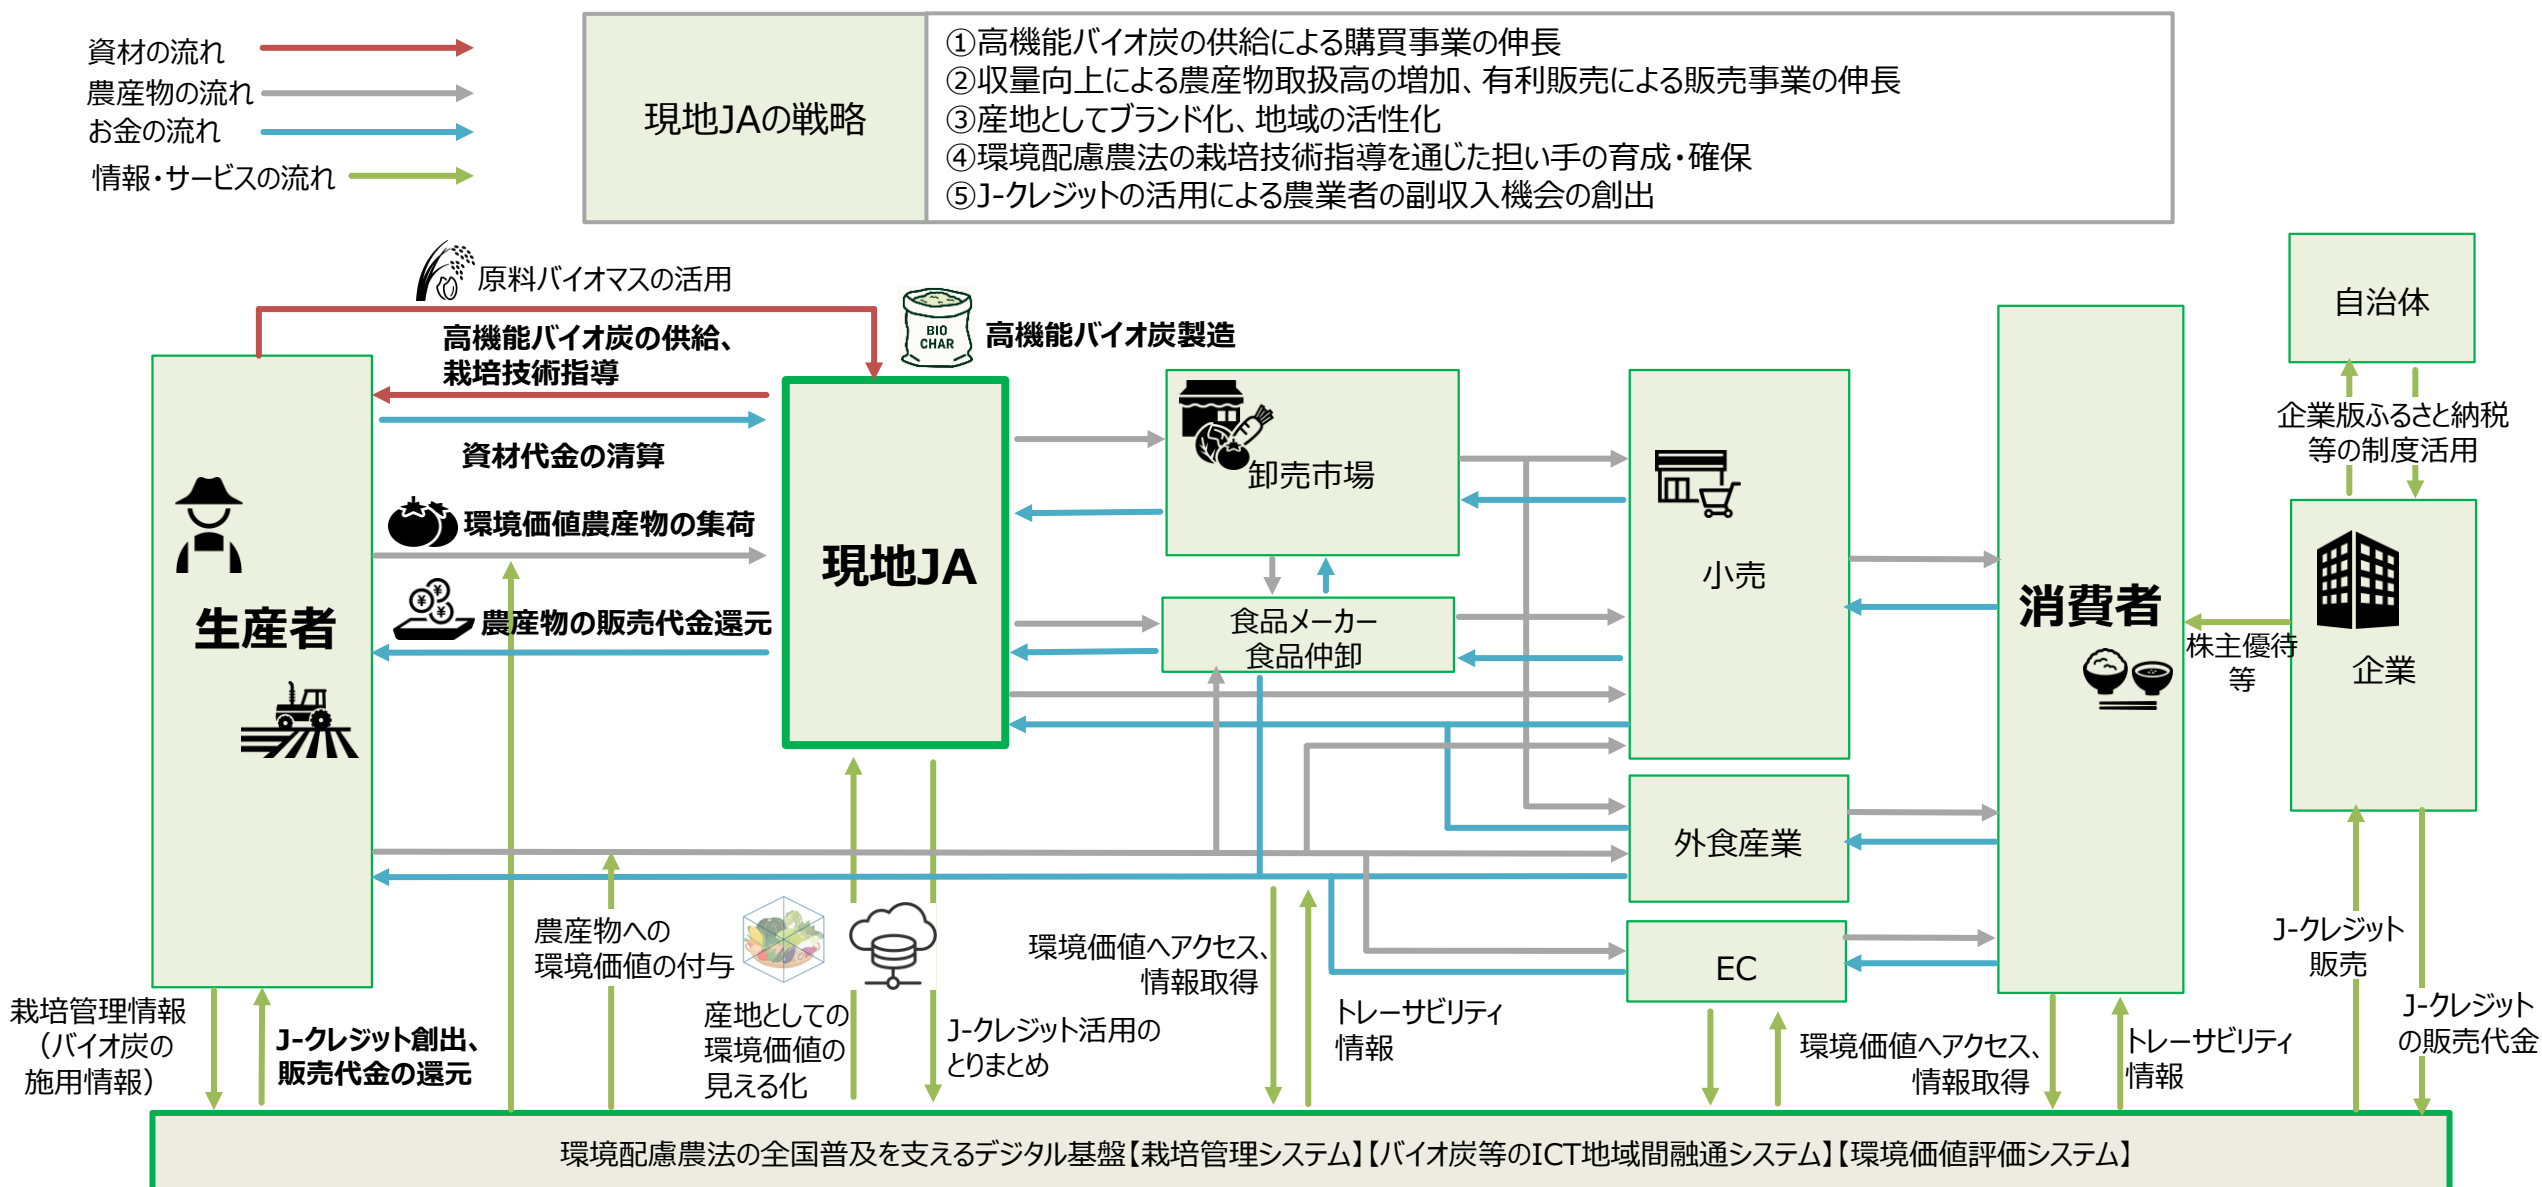 資材の流れ
農産物の流れ
お金の流れ
情報・サービスの流れ
現地JAの戦略
①高機能バイオ炭の供給による購買事業の伸長
②収量向上による農産物取扱高の増加、有利販売による販売事業の伸長
③産地としてブランド化、地域の活性化
④環境配慮農法の栽培技術指導を通じた担い手の育成・確保
⑤J-クレジットの活用による農業者の副収入機会の創出
原料バイオマスの活用
高機能バイオ炭の供給、
栽培技術指導
BIO
CHAR
高機能バイオ炭製造
資材代金の清算
環境価値農産物の集荷
農産物の販売代金還元
生産者
現地JA
卸売市場
食品メーカー
食品仲卸
小売
外食産業
EC
消費者
自治体
企業版ふるさと納税
等の制度活用
企業
株主優待
等
栽培管理情報
（バイオ炭の
施用情報）
J-クレジット創出、
販売代金の還元
農産物への
環境価値の付与
産地としての
環境価値の
見える化
J-クレジット活用の
とりまとめ
環境価値へアクセス、
情報取得
トレーサビリティ
情報
環境価値へアクセス、
情報取得
トレーサビリティ
情報
J-クレジット
販売
J-クレジット
の販売代金
環境配慮農法の全国普及を支えるデジタル基盤【栽培管理システム】【バイオ炭等のICT地域間融通システム】【環境価値評価システム】